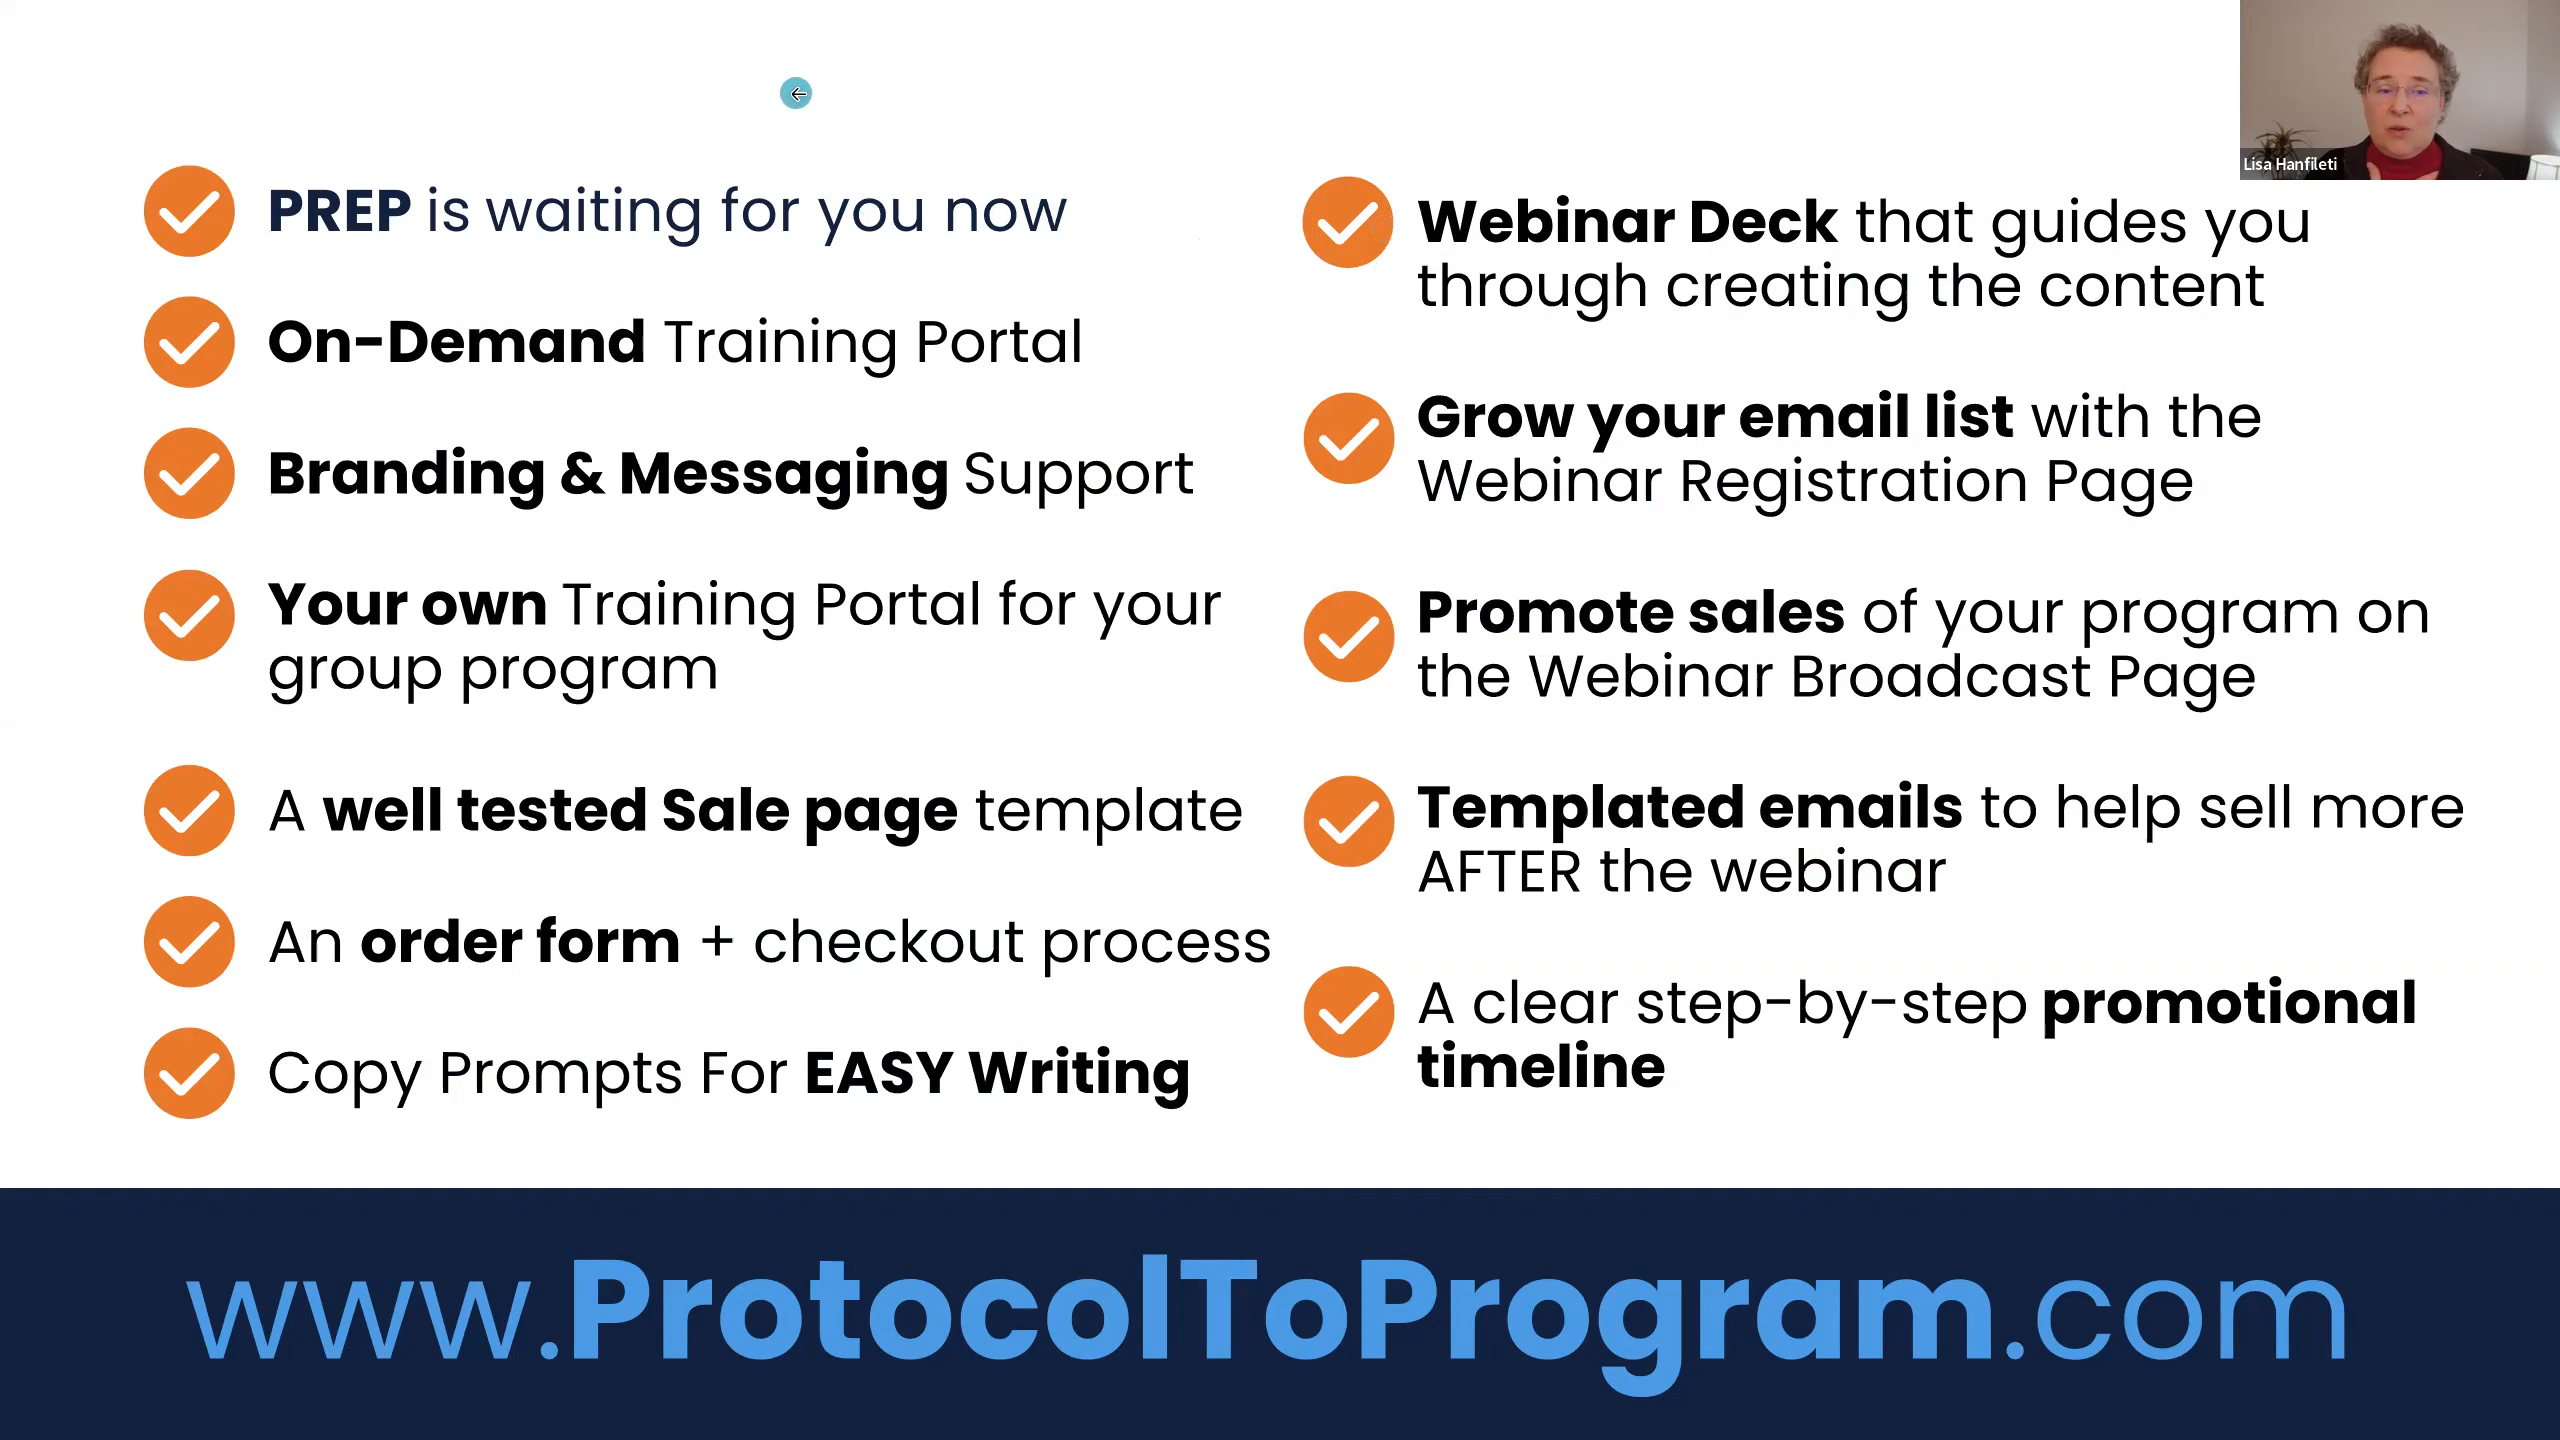 PREP is waiting for you now
On-Demand Training Portal
Branding & Messaging Support
Your own Training Portal for your
group program
A well tested Sale page template
An order form + checkout process
Copy Prompts For EASY Writing
Lisa Hanfileti
Webinar Deck that guides you
through creating the content
Grow your email list with the
Webinar Registration Page
Promote sales of your program on
the Webinar Broadcast Page
Templated emails to help sell more
AFTER the webinar
A clear step-by-step promotional
timeline
www.ProtocolToProgram.com